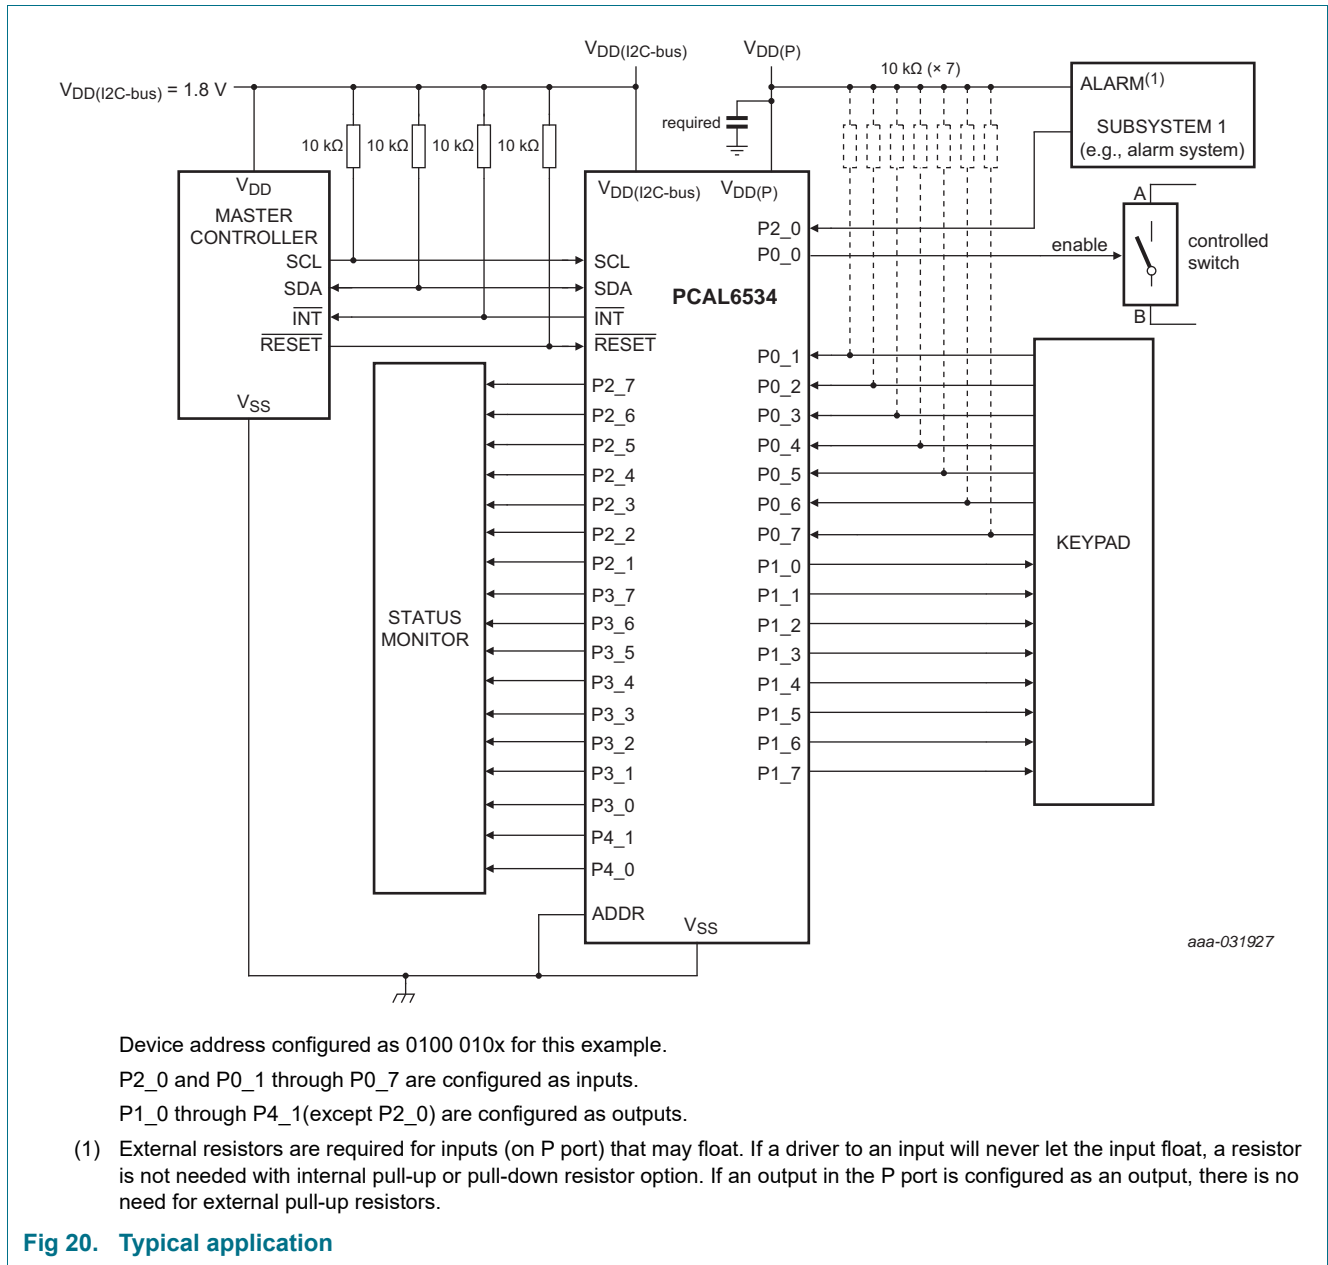 VDD(I2C-bus)
VDD(P)
VDD(I2C-bus) = 1.8 V
10 kΩ (× 7)
ALARM(1)
SUBSYSTEM 1
(e.g., alarm system)
required
10 kΩ 10 kΩ 10 kΩ 10 kΩ
VDD
MASTER
CONTROLLER
SCL
SDA
INT
RESET
VSS
VDD(I2C-bus) VDD(P)
PCAL6534
SCL
SDA
INT
RESET
P2_7
P2_6
P2_5
P2_4
P2_3
P2_2
P2_1
P3_7
P3_6
P3_5
P3_4
P3_3
P3_2
P3_1
P3_0
P4_1
P4_0
ADDR
VSS
P2_0
P0_0
P0_1
P0_2
P0_3
P0_4
P0_5
P0_6
P0_7
P1_0
P1_1
P1_2
P1_3
P1_4
P1_5
P1_6
P1_7
STATUS
MONITOR
enable
A
B
controlled
switch
KEYPAD
aaa-031927
Device address configured as 0100 010x for this example.
P2_0 and P0_1 through P0_7 are configured as inputs.
P1_0 through P4_1(except P2_0) are configured as outputs.
(1) External resistors are required for inputs (on P port) that may float. If a driver to an input will never let the input float, a resistor
is not needed with internal pull-up or pull-down resistor option. If an output in the P port is configured as an output, there is no
need for external pull-up resistors.
Fig 20. Typical application